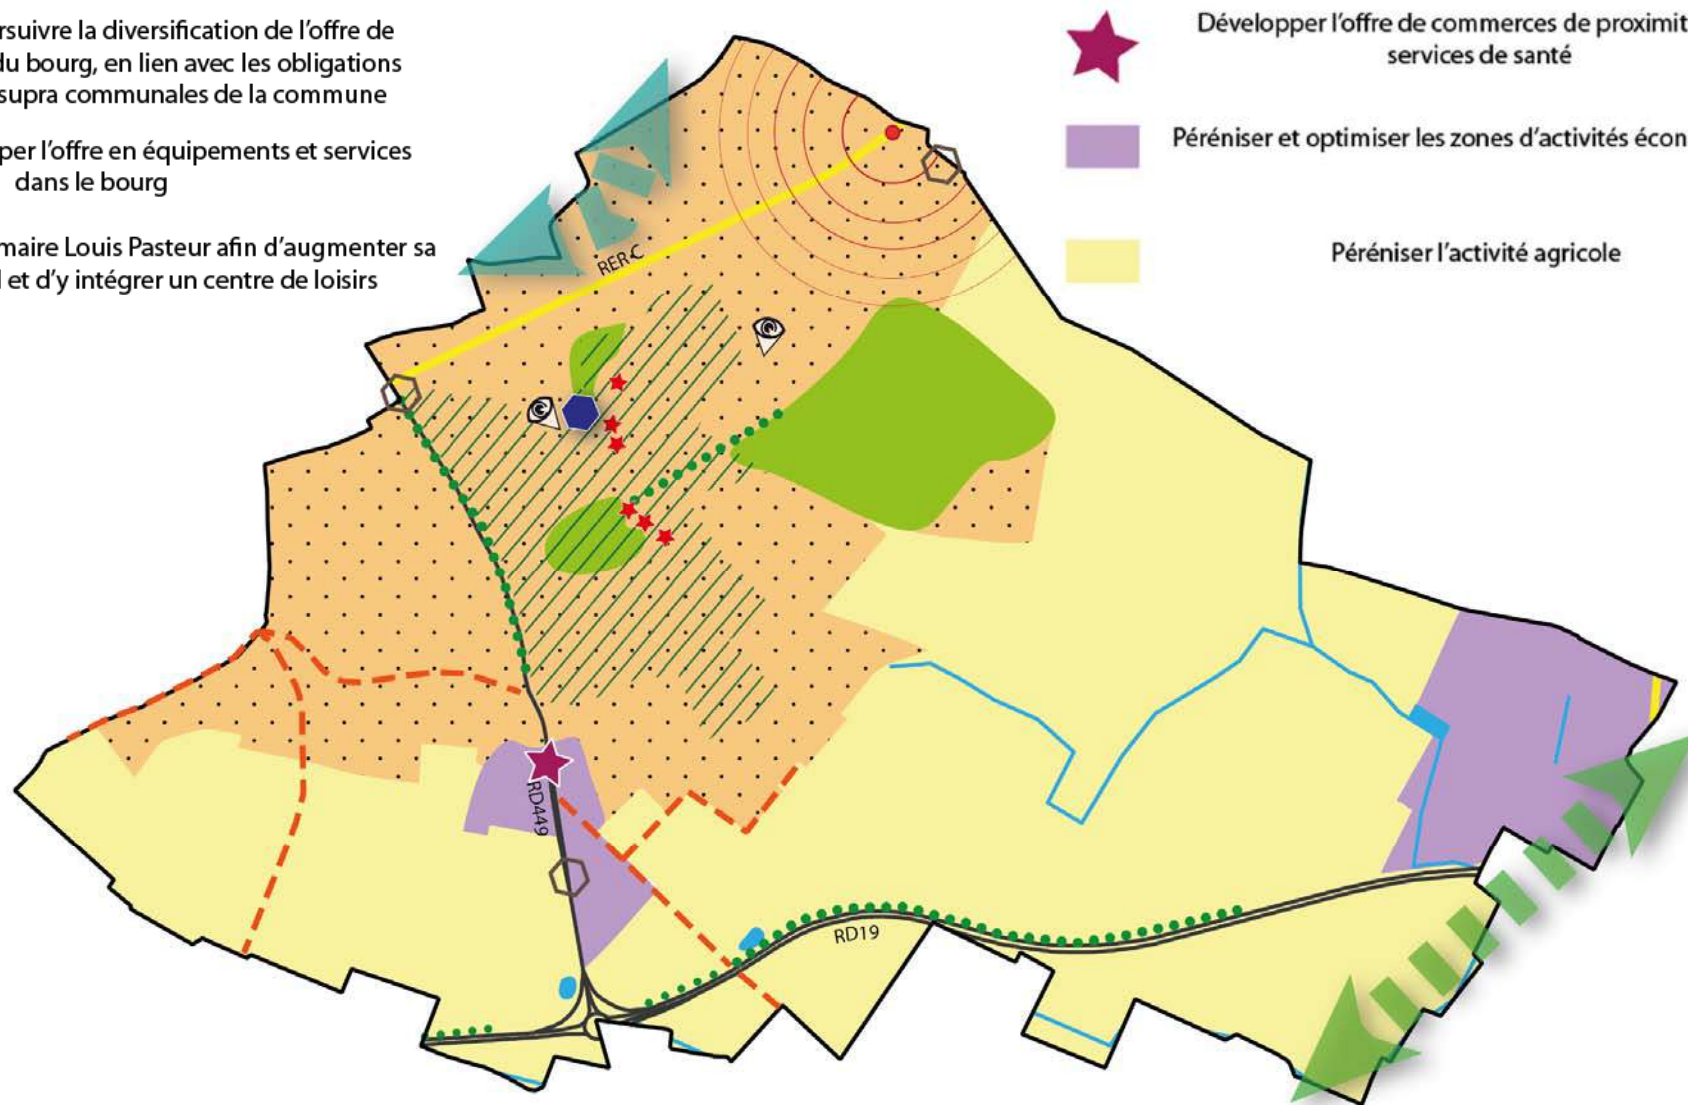 rsuivre la diversification de l'offre de
du bourg, en lien avec les obligations
supra communales de la commune
per l'offre en équipements et services
dans le bourg
maire Louis Pasteur afin d'augmenter sa
l et d'y intégrer un centre de loisirs
Développer l'offre de commerces de proximit
services de santé
Péréniser et optimiser les zones d'activités écon
Péréniser l'activité agricole
RER-C
RD449
RD19